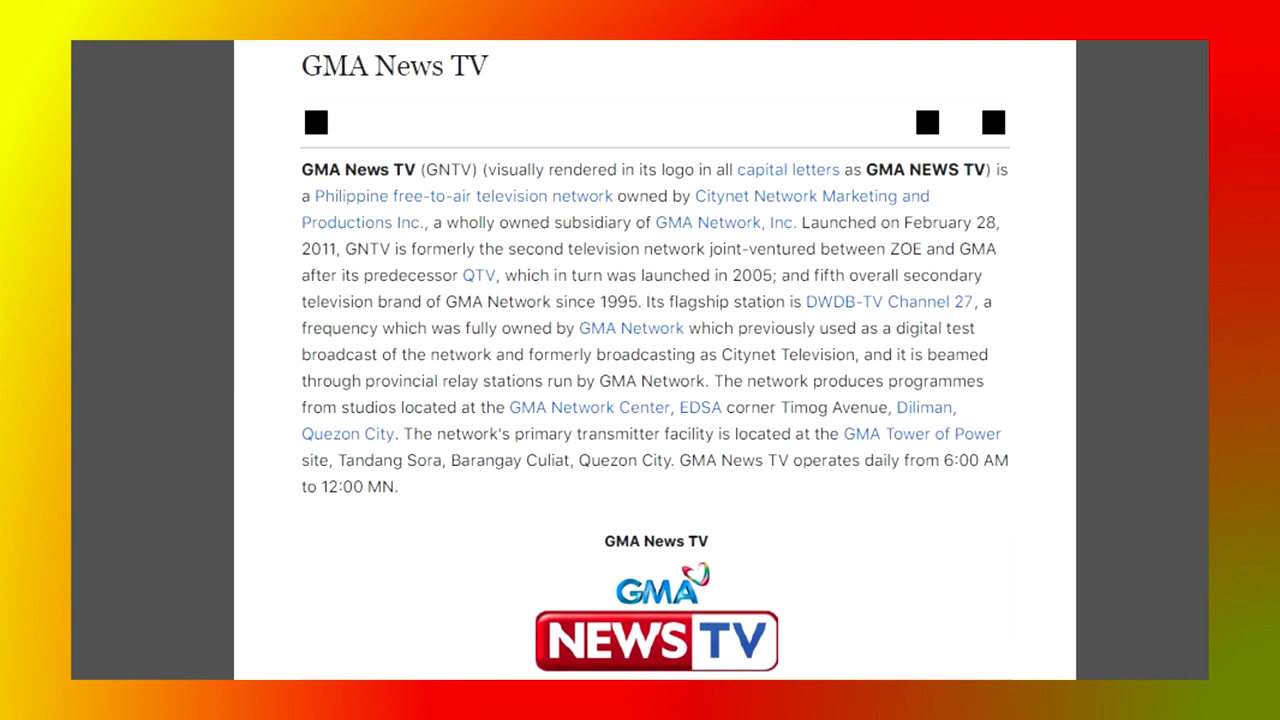 GMA News TV
GMA News TV (GNTV) (visually rendered in its logo in all capital letters as GMA NEWS TV) is
a Philippine free-to-air television network owned by Citynet Network Marketing and
Productions Inc., a wholly owned subsidiary of GMA Network, Inc. Launched on February 28,
2011, GNTV is formerly the second television network joint-ventured between ZOE and GMA
after its predecessor QTV, which in turn was launched in 2005; and fifth overall secondary
television brand of GMA Network since 1995. Its flagship station is DWDB-TV Channel 27, a
frequency which was fully owned by GMA Network which previously used as a digital test
broadcast of the network and formerly broadcasting as Citynet Television, and it is beamed
through provincial relay stations run by GMA Network. The network produces programmes
from studios located at the GMA Network Center, EDSA corner Timog Avenue, Diliman,
Quezon City. The network's primary transmitter facility is located at the GMA Tower of Power
site, Tandang Sora, Barangay Culiat, Quezon City. GMA News TV operates daily from 6:00 AM
to 12:00 MN.
GMA News TV
GMA
NEWS TV